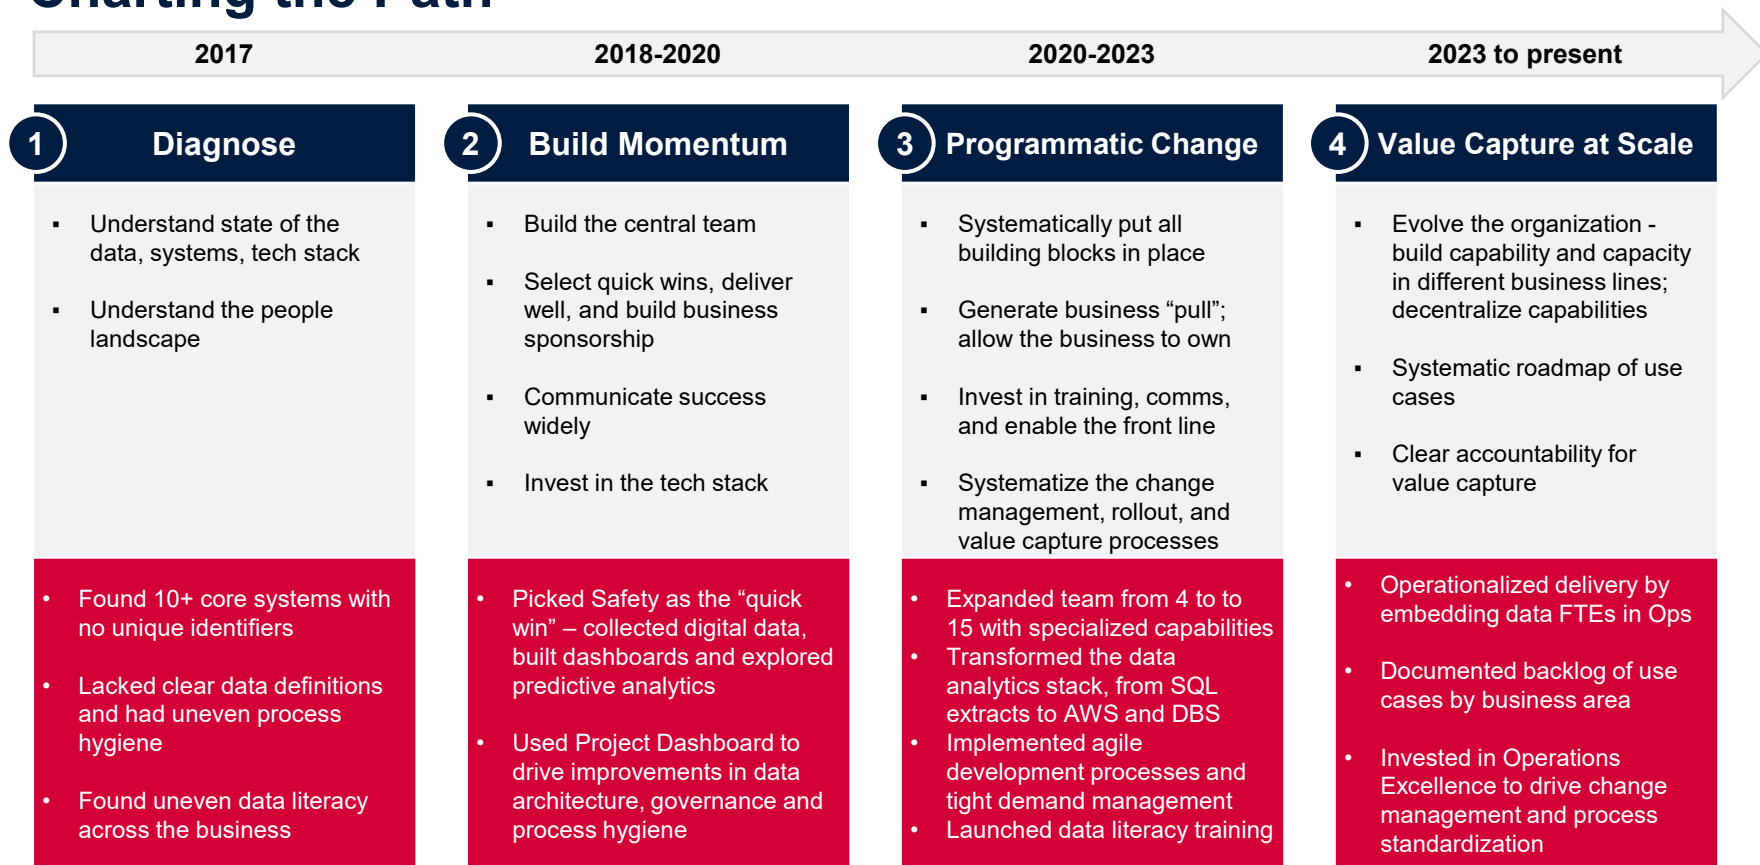 Charting the Path
2017
2018-2020
2020-2023
2023 to present
1
Diagnose
▪ Understand state of the
data, systems, tech stack
▪ Understand the people
landscape
• Found 10+ core systems with
no unique identifiers
• Lacked clear data definitions
and had uneven process
hygiene
• Found uneven data literacy
across the business
2
Build Momentum
▪ Build the central team
▪ Select quick wins, deliver
well, and build business
sponsorship
▪ Communicate success
widely
▪ Invest in the tech stack
• Picked Safety as the “quick
win” – collected digital data,
built dashboards and explored
predictive analytics
• Used Project Dashboard to
drive improvements in data
architecture, governance and
process hygiene
3
Programmatic Change
▪ Systematically put all
building blocks in place
▪ Generate business “pull”;
allow the business to own
▪ Invest in training, comms,
and enable the front line
▪ Systematize the change
management, rollout, and
value capture processes
• Expanded team from 4 to to
15 with specialized capabilities
• Transformed the data
analytics stack, from SQL
extracts to AWS and DBS
• Implemented agile
development processes and
tight demand management
• Launched data literacy training
4
Value Capture at Scale
▪ Evolve the organization -
build capability and capacity
in different business lines;
decentralize capabilities
▪ Systematic roadmap of use
cases
▪ Clear accountability for
value capture
• Operationalized delivery by
embedding data FTEs in Ops
• Documented backlog of use
cases by business area
• Invested in Operations
Excellence to drive change
management and process
standardization